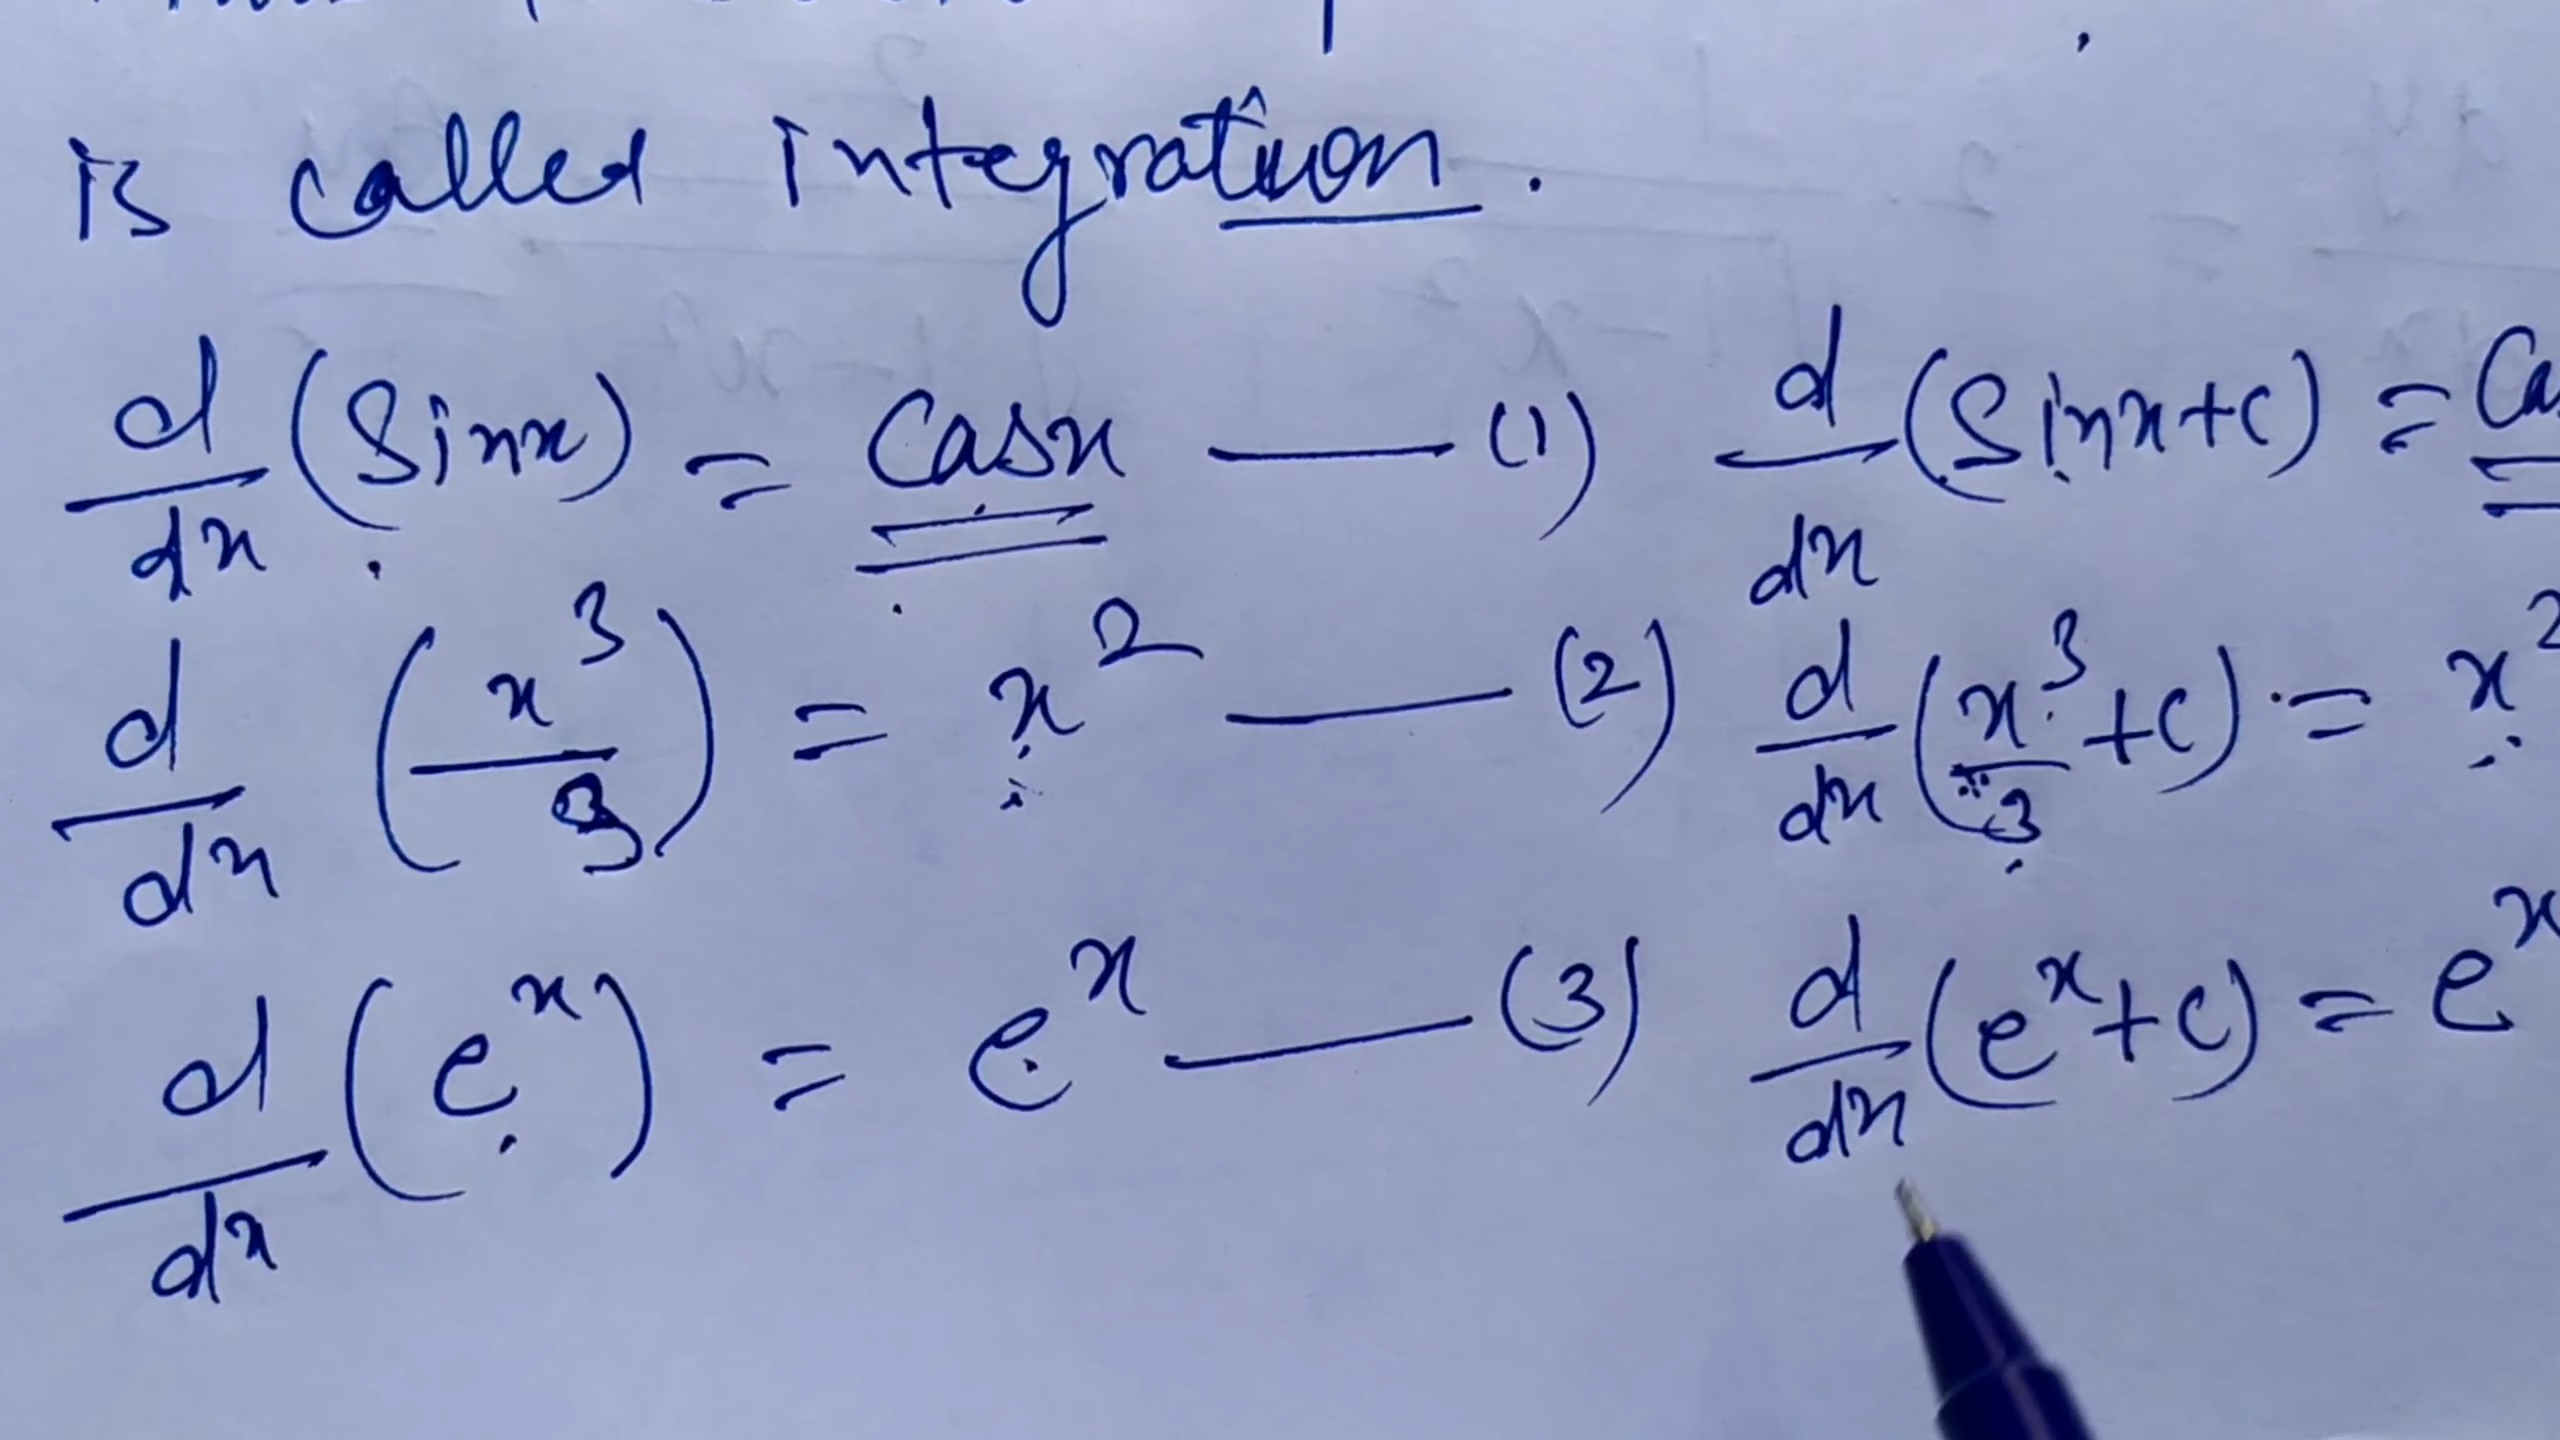 is called integration.
d/dx (Sinx) = Cosx — (1) d/dx (Sinx+c) =
d/dx (x³/3) = x² — (2) d/dx (x³/3 +c) = x²
d/dx (eˣ) = eˣ — (3) d/dx (eˣ+c) = eˣ